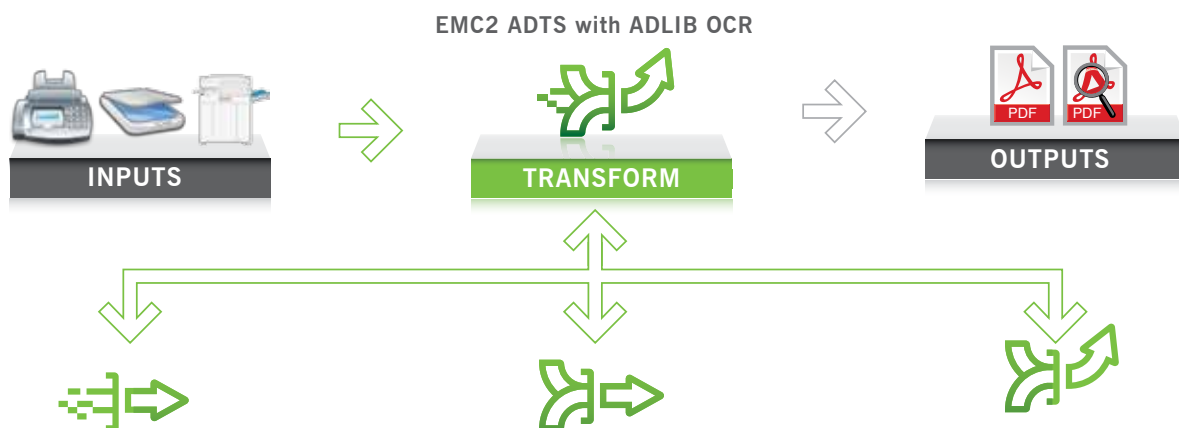 EMC2 ADTS with ADLIB OCR
PDF
PDF
INPUTS
TRANSFORM
OUTPUTS